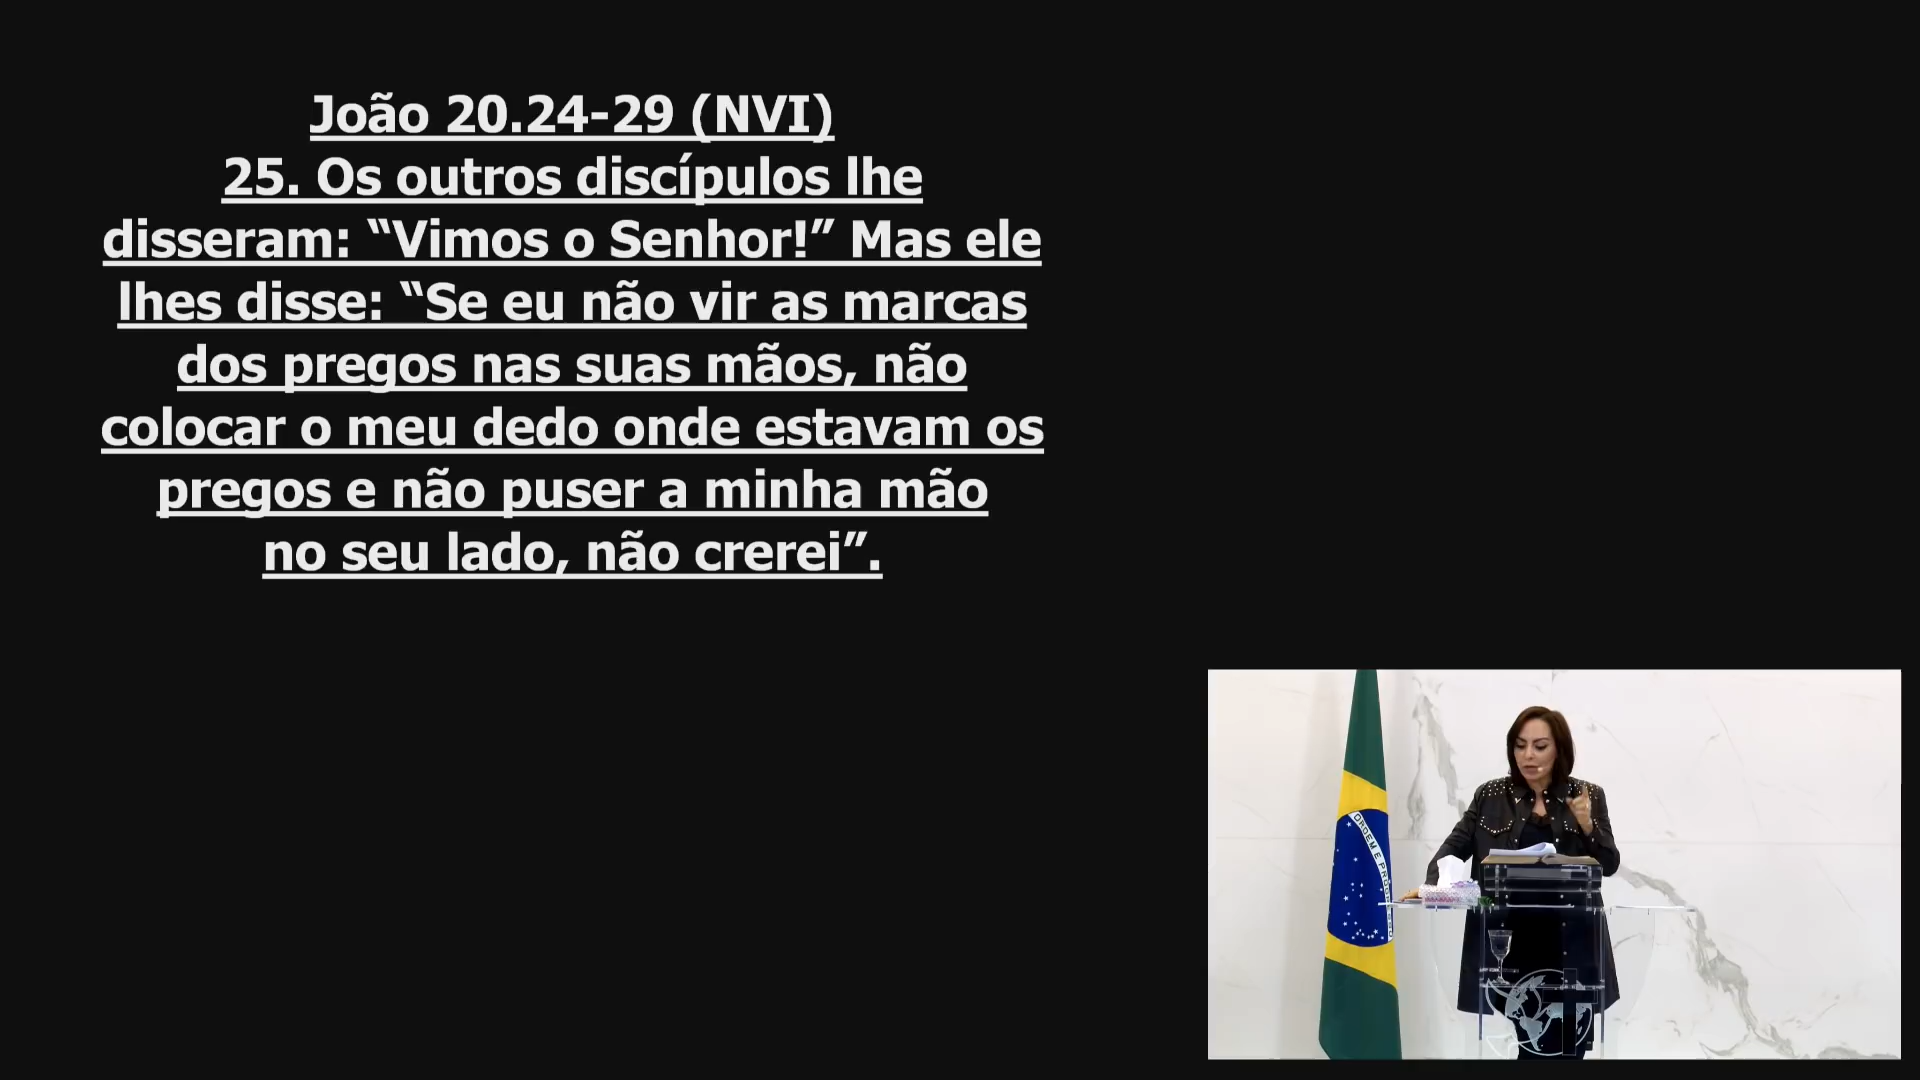 João 20.24-29 (NVI)
25. Os outros discípulos lhe
disseram: “Vimos o Senhor!” Mas ele
lhes disse: “Se eu não vir as marcas
dos pregos nas suas mãos, não
colocar o meu dedo onde estavam os
pregos e não puser a minha mão
no seu lado, não crerei”.
ORDEM E